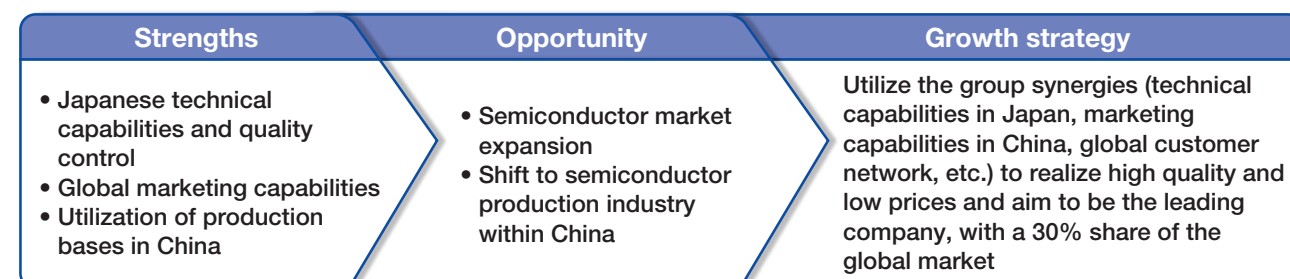 Strengths
• Japanese technical
capabilities and quality
control
• Global marketing capabilities
• Utilization of production
bases in China
Opportunity
• Semiconductor market
expansion
• Shift to semiconductor
production industry
within China
Growth strategy
Utilize the group synergies (technical
capabilities in Japan, marketing
capabilities in China, global customer
network, etc.) to realize high quality and
low prices and aim to be the leading
company, with a 30% share of the
global market